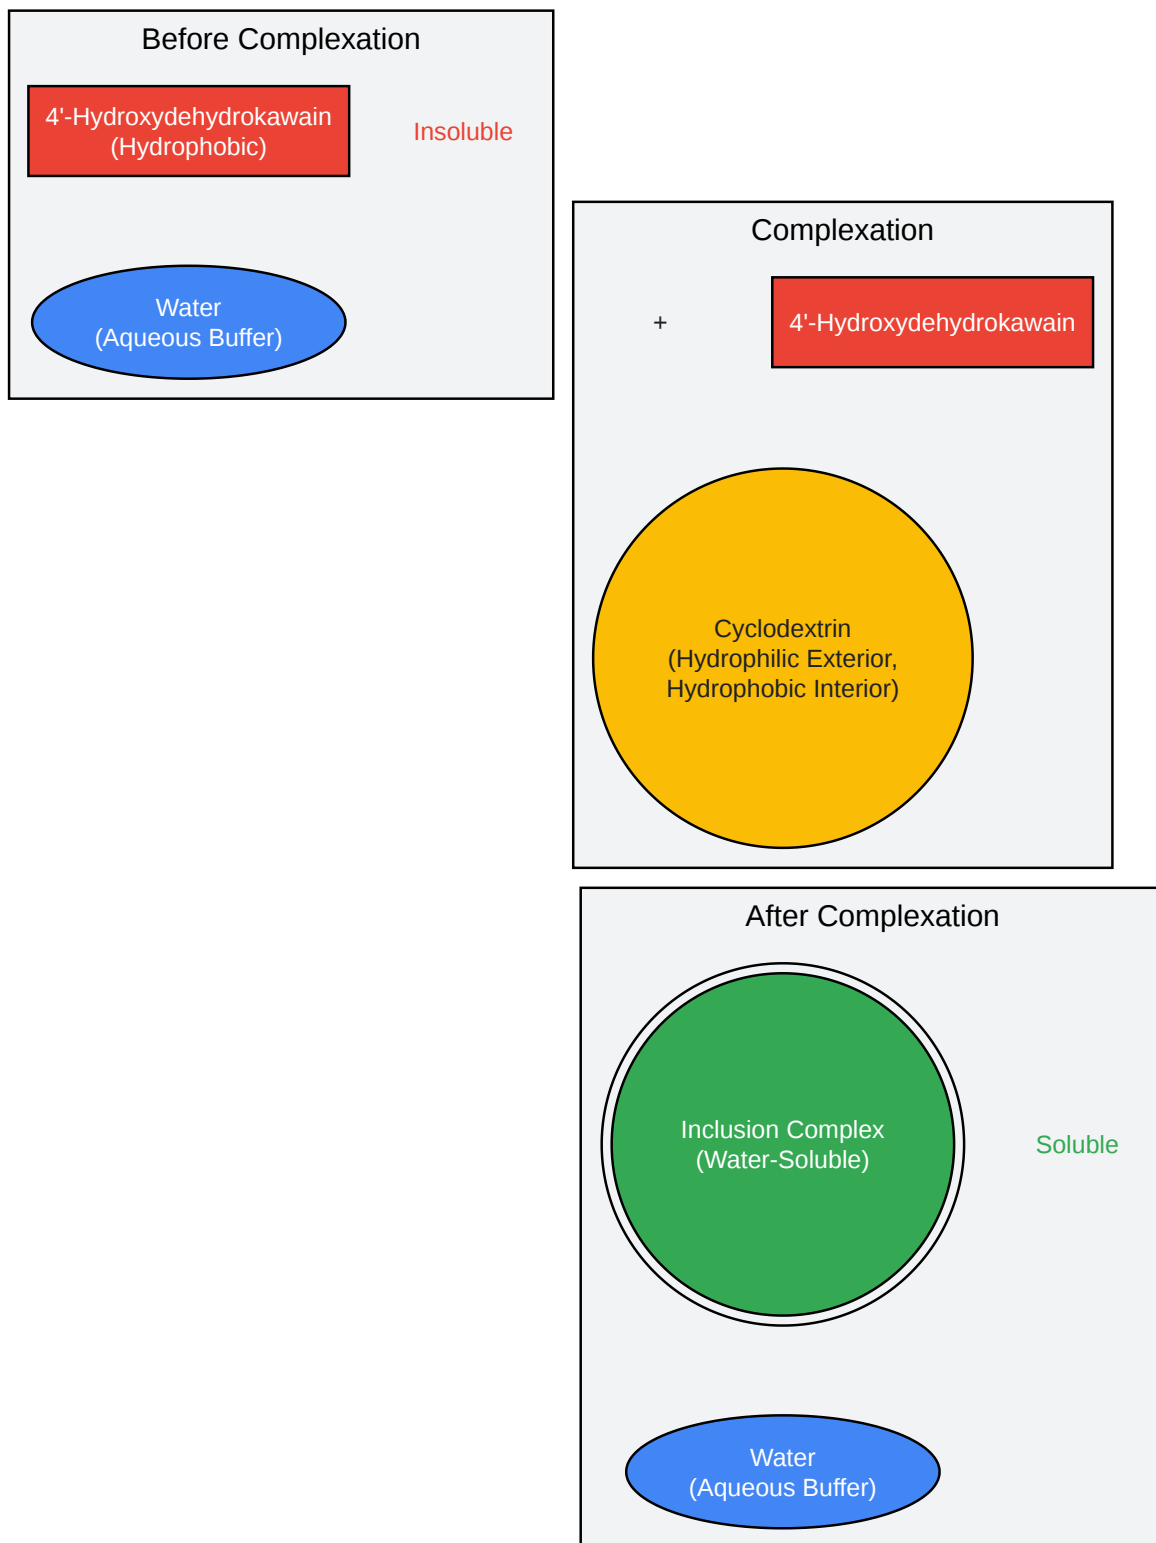 Before Complexation
4'-Hydroxydehydrokawain
(Hydrophobic)
Insoluble
Water
(Aqueous Buffer)
Complexation
+
4'-Hydroxydehydrokawain
Cyclodextrin
(Hydrophilic Exterior,
Hydrophobic Interior)
After Complexation
Inclusion Complex
(Water-Soluble)
Soluble
Water
(Aqueous Buffer)